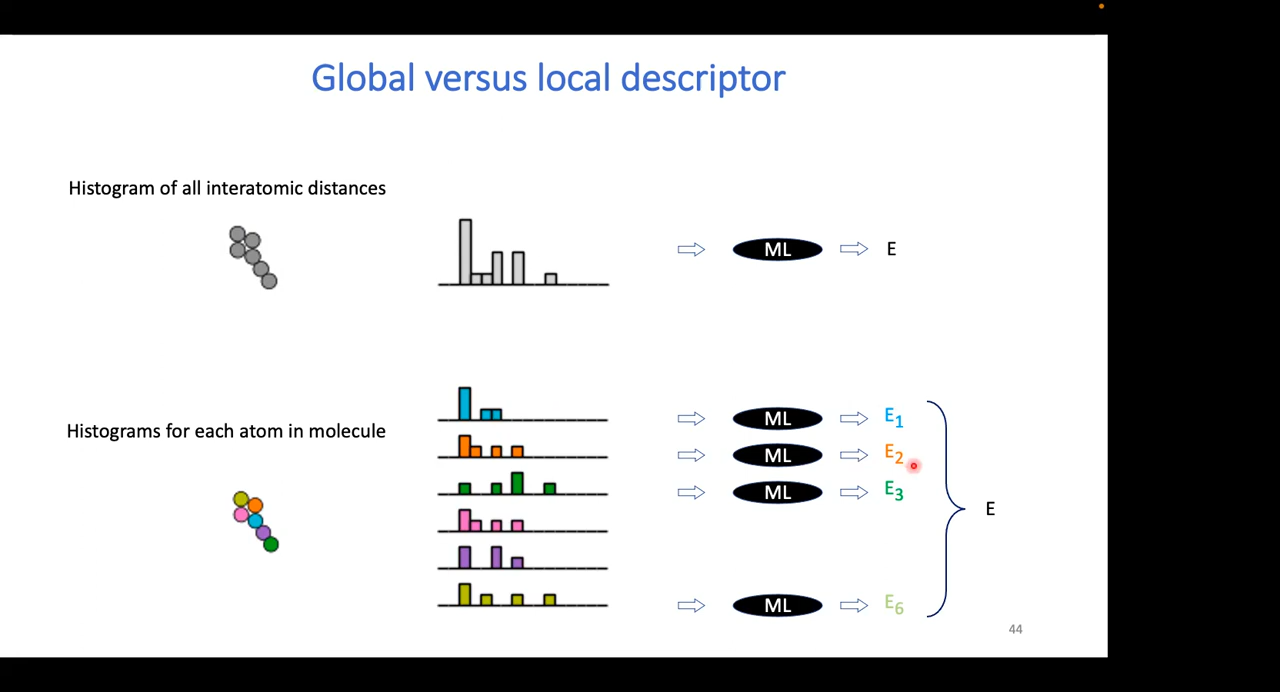 Global versus local descriptor
Histogram of all interatomic distances
ML
E
Histograms for each atom in molecule
ML
E1
ML
E2
ML
E3
E
ML
E6
44